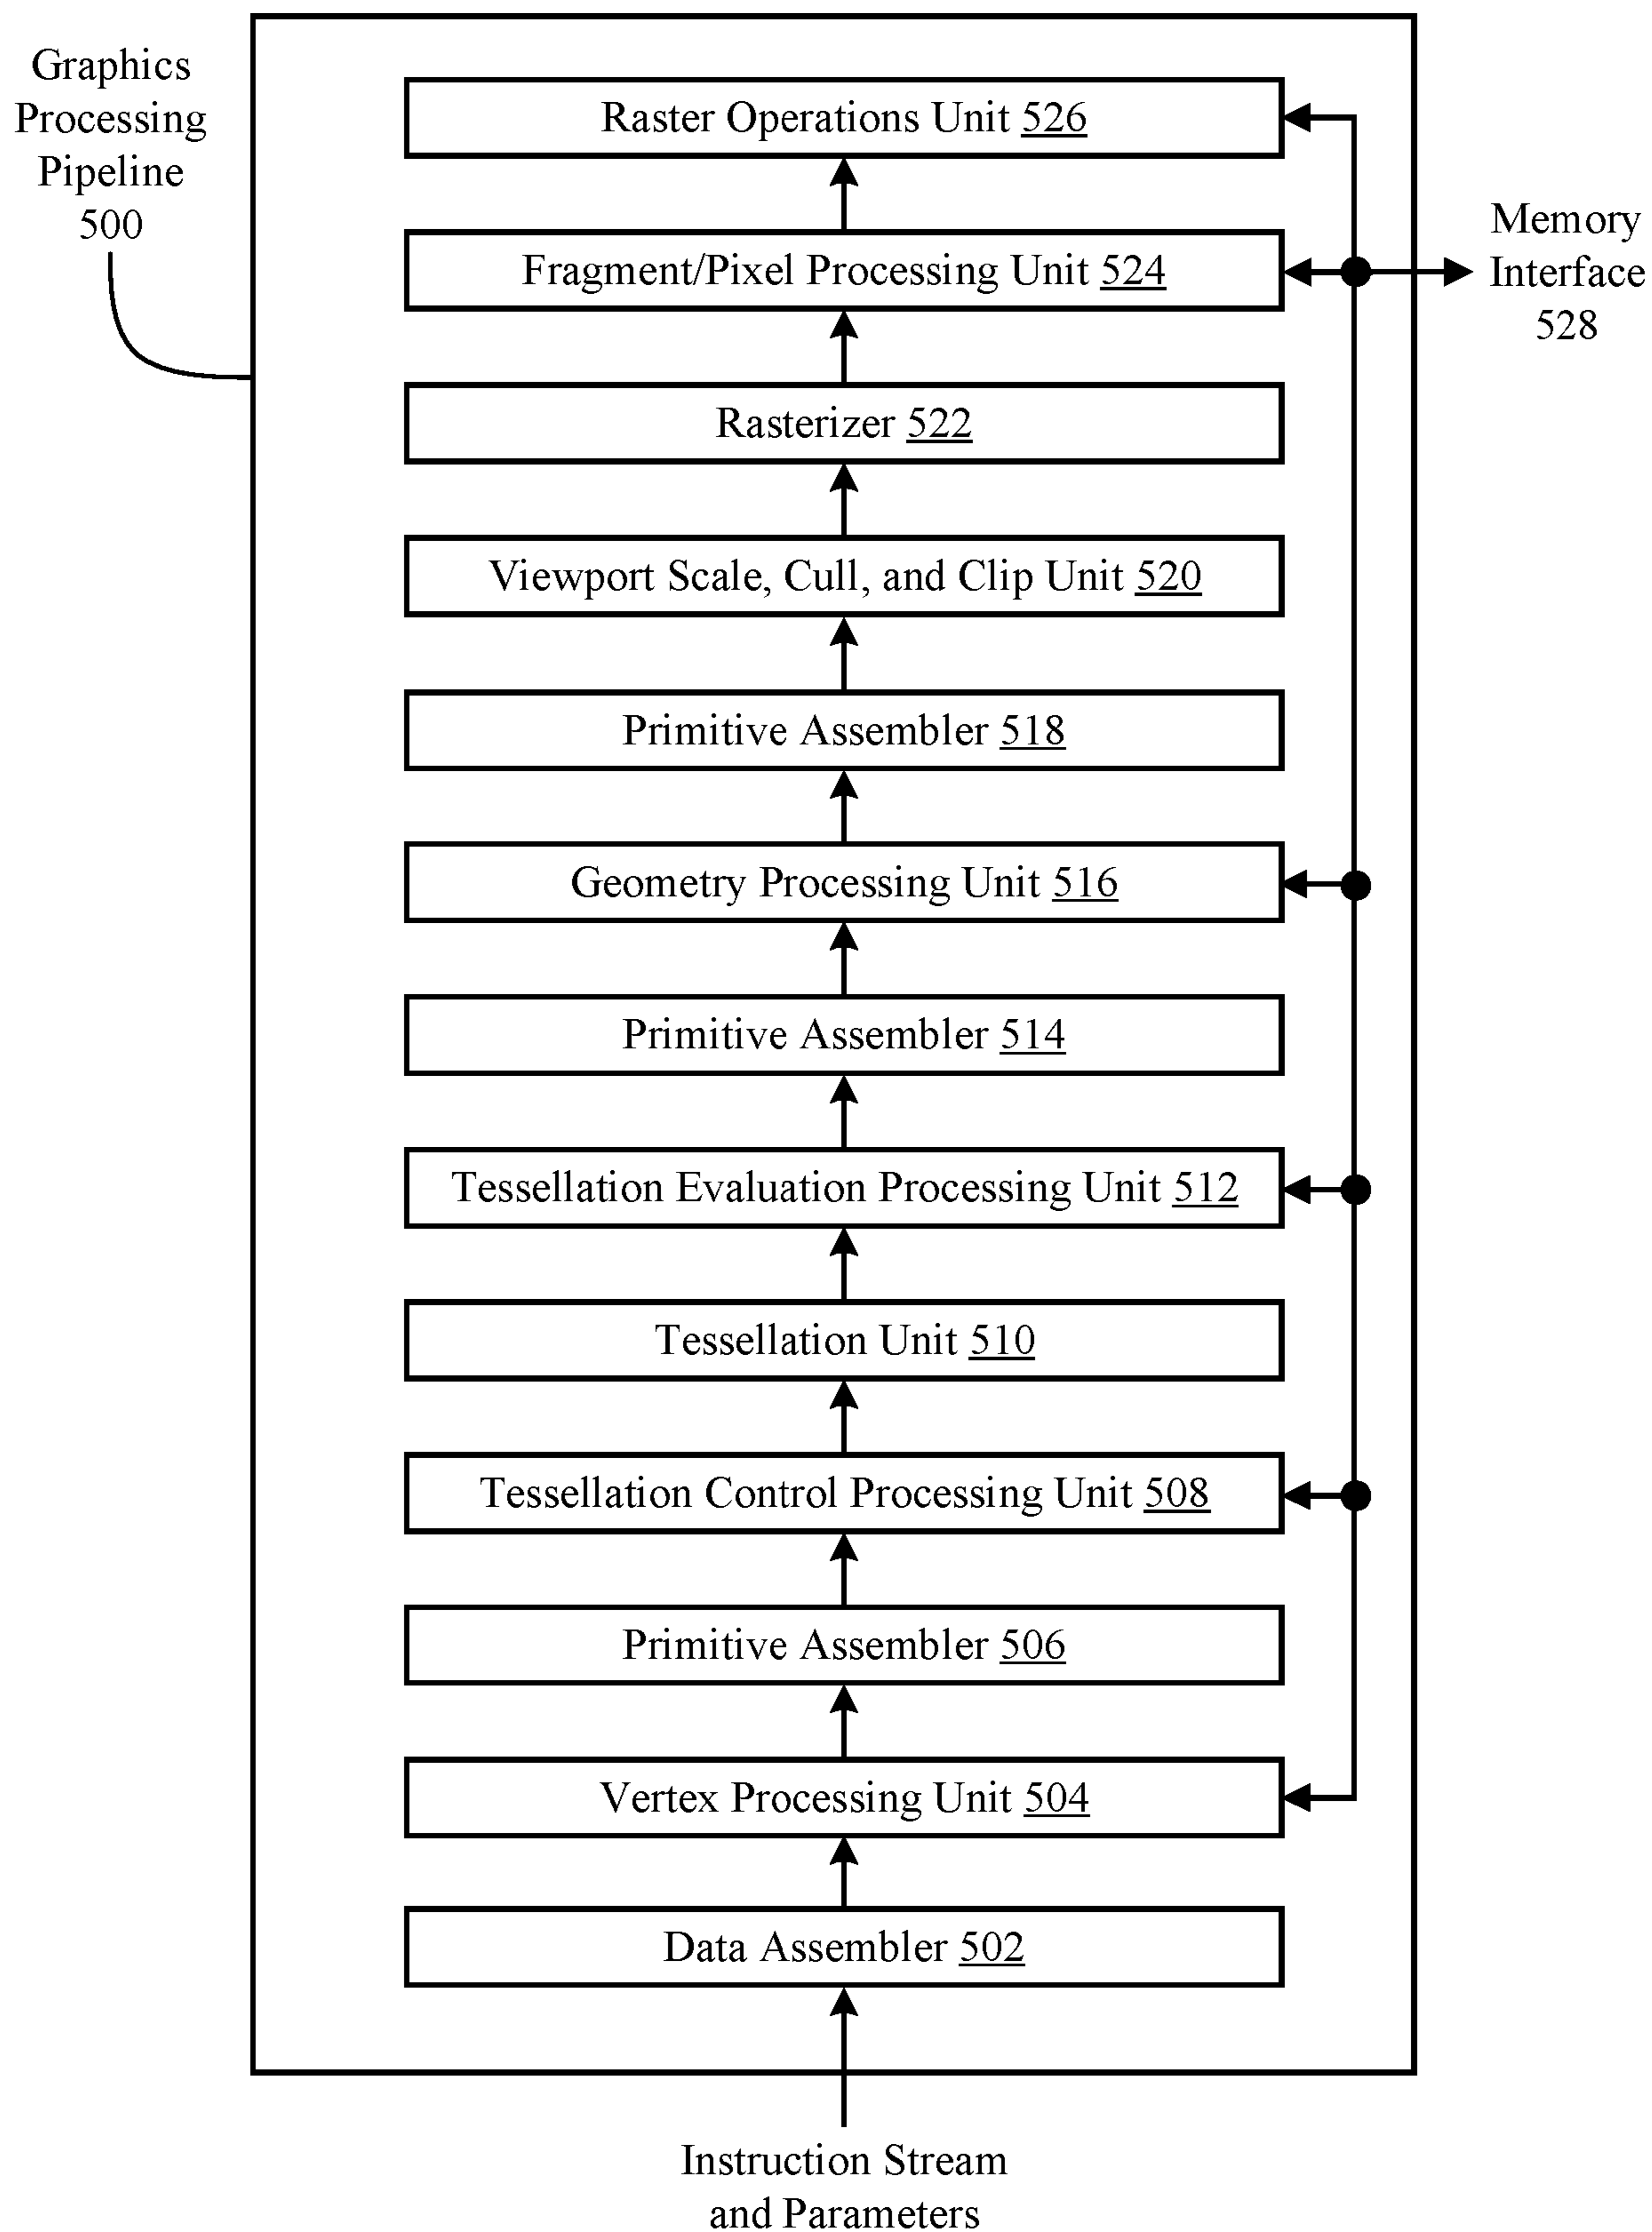 Graphics
Processing
Pipeline
500
Raster Operations Unit 526
Fragment/Pixel Processing Unit 524
Memory
Interface
528
Rasterizer 522
Viewport Scale, Cull, and Clip Unit 520
Primitive Assembler 518
Geometry Processing Unit 516
Primitive Assembler 514
Tessellation Evaluation Processing Unit 512
Tessellation Unit 510
Tessellation Control Processing Unit 508
Primitive Assembler 506
Vertex Processing Unit 504
Data Assembler 502
Instruction Stream
and Parameters